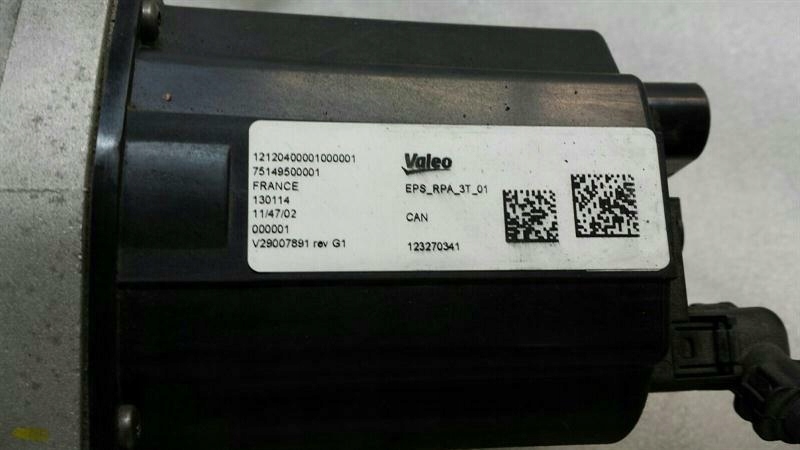 12120400001000001
75149500001
FRANCE
130114
11/47/02
000001
V29007891 rev G1
Valeo
EPS_RPA_3T_01
CAN
123270341